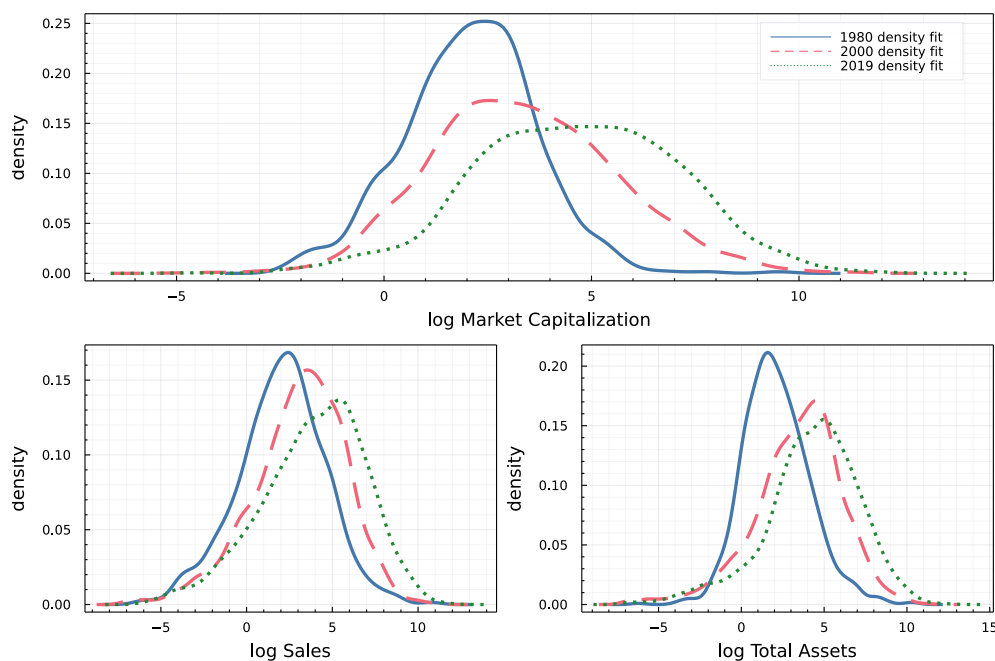 0.25
0.20
0.15
0.10
0.05
0.00
density
1980 density fit
2000 density fit
2019 density fit
−5 0 5 10
log Market Capitalization
0.15
0.10
0.05
0.00
density
−5 0 5 10
log Sales
0.20
0.15
0.10
0.05
0.00
density
−5 0 5 10 15
log Total Assets